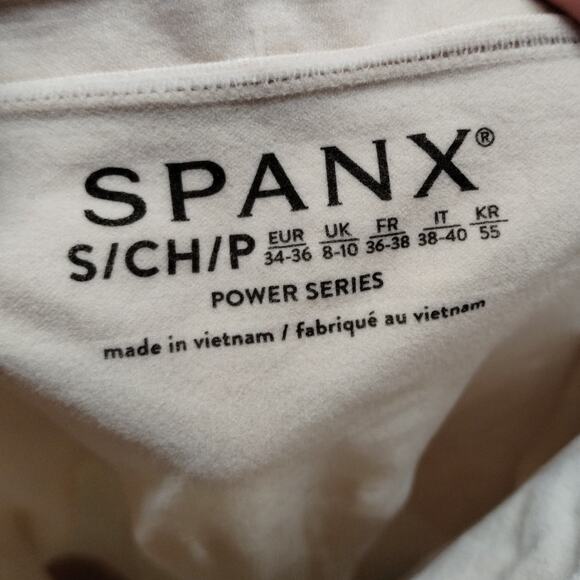 SPANX®
S/CH/P EUR 34-36 UK 8-10 FR 36-38 IT 38-40 KR 55
POWER SERIES
made in vietnam / fabriqué au vietnam